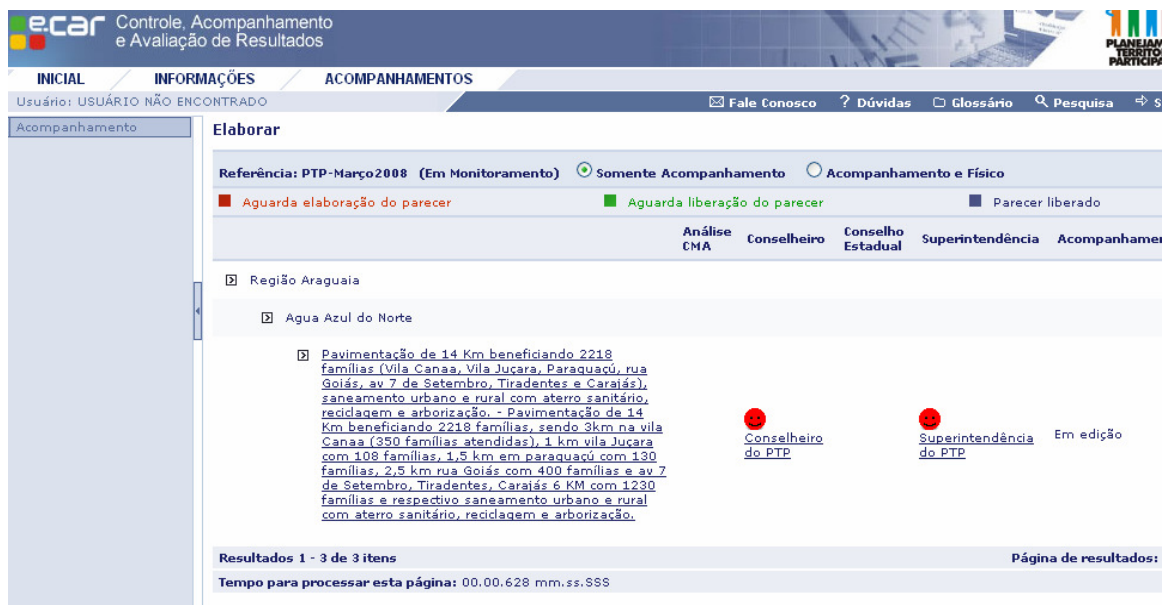 e.car Controle, Acompanhamento
e Avaliação de Resultados
INICIAL INFORMAÇÕES ACOMPANHAMENTOS
Usuário: USUÁRIO NÃO ENCONTRADO
Fale Conosco ? Dúvidas Glossário Pesquisa
Acompanhamento
Elaborar
Referência: PTP-Março2008 (Em Monitoramento) Somente Acompanhamento Acompanhamento e Físico
Aguarda elaboração do parecer Aguarda liberação do parecer Parecer liberado
Análise CMA Conselheiro Conselho Estadual Superintendência Acompanhamen
Região Araguaia
Agua Azul do Norte
Pavimentação de 14 Km beneficiando 2218
famílias (Vila Canaa, Vila Juçara, Paraquaçú, rua
Goiás, av 7 de Setembro, Tiradentes e Carajás),
saneamento urbano e rural com aterro sanitário,
reciclagem e arborização. - Pavimentação de 14
Km beneficiando 2218 famílias, sendo 3km na vila
Canaa (350 famílias atendidas), 1 km vila Juçara
com 108 famílias, 1,5 km em paraquaçú com 130
famílias, 2,5 km rua Goiás com 400 famílias e av 7
de Setembro, Tiradentes, Carajás 6 KM com 1230
famílias e respectivo saneamento urbano e rural
com aterro sanitário, reciclagem e arborização.
Conselheiro
do PTP
Superintendência
do PTP
Em edição
Resultados 1 - 3 de 3 itens Página de resultados:
Tempo para processar esta página: 00.00.628 mm.ss.SSS